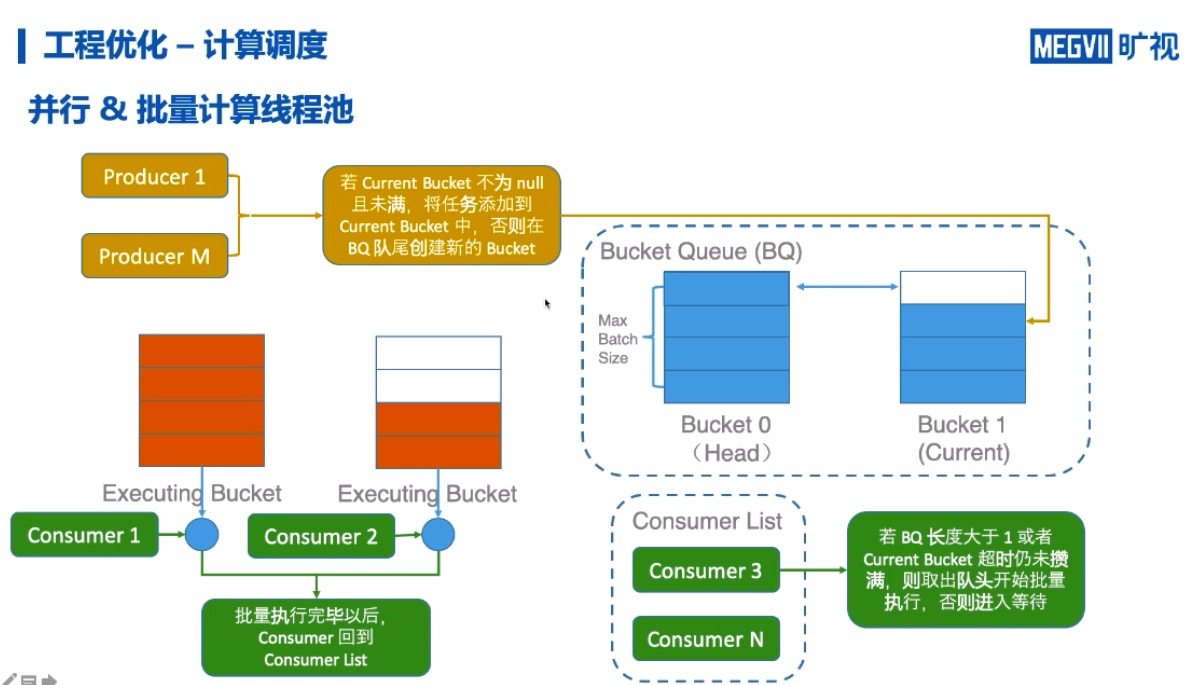 工程优化 – 计算调度
MEGVII 旷视
并行 & 批量计算线程池
Producer 1
Producer M
若 Current Bucket 不为 null
且未满，将任务添加到
Current Bucket 中，否则在
BQ 队尾创建新的 Bucket
Bucket Queue (BQ)
Max
Batch
Size
Bucket 0
（Head）
Bucket 1
(Current)
Executing Bucket
Executing Bucket
Consumer 1
Consumer 2
批量执行完毕以后，
Consumer 回到
Consumer List
Consumer List
Consumer 3
Consumer N
若 BQ 长度大于 1 或者
Current Bucket 超时仍未攒
满，则取出队头开始批量
执行，否则进入等待